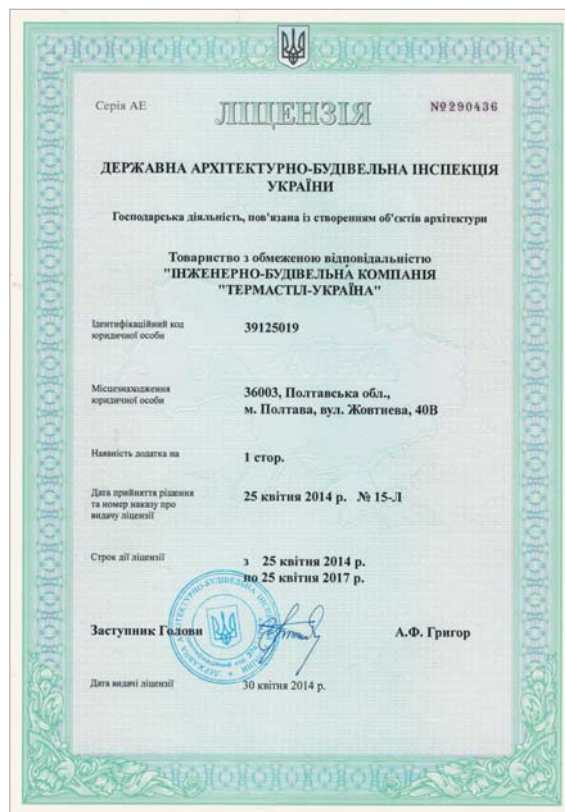 Серія АЕ
ЛІЦЕНЗІЯ
№290436
ДЕРЖАВНА АРХІТЕКТУРНО-БУДІВЕЛЬНА ІНСПЕКЦІЯ
УКРАЇНИ
Господарська діяльність, пов'язана із створенням об'єктів архітектури
Товариство з обмеженою відповідальністю
"ІНЖЕНЕРНО-БУДІВЕЛЬНА КОМПАНІЯ
"ТЕРМАСТІЛ-УКРАЇНА"
Ідентифікаційний код
юридичної особи
39125019
Місцезнаходження
юридичної особи
36003, Полтавська обл.,
м. Полтава, вул. Жовтнева, 40В
Наявність додатка на
1 стор.
Дата прийняття рішення
та номер наказу про
видачу ліцензії
25 квітня 2014 р. № 15-Л
Строк дії ліцензії
з 25 квітня 2014 р.
по 25 квітня 2017 р.
Заступник Голови
А.Ф. Григор
Дата видачі ліцензії
30 квітня 2014 р.